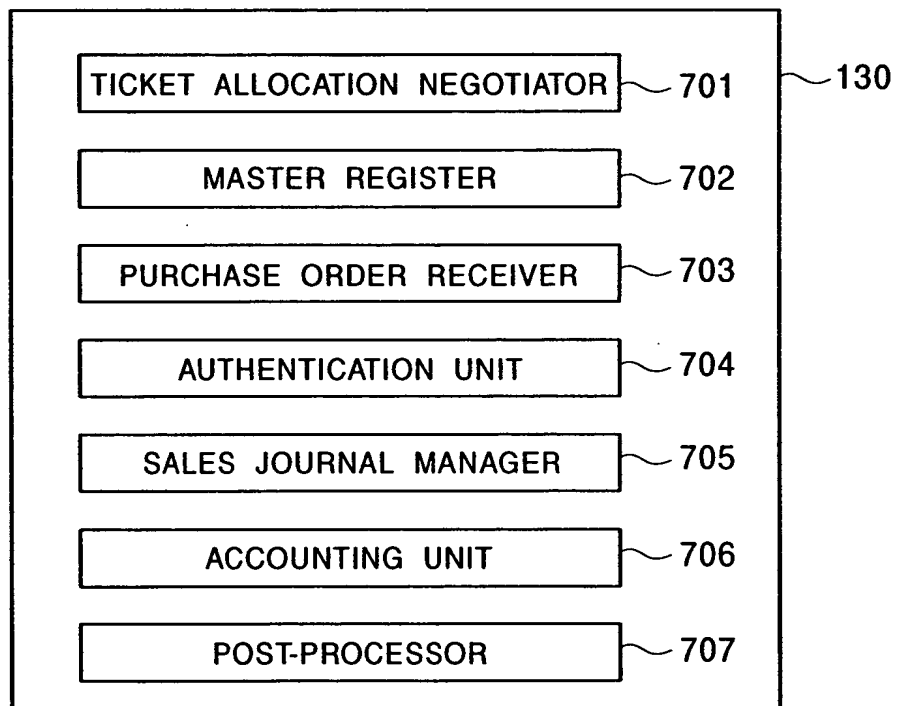 TICKET ALLOCATION NEGOTIATOR 701 130
MASTER REGISTER 702
PURCHASE ORDER RECEIVER 703
AUTHENTICATION UNIT 704
SALES JOURNAL MANAGER 705
ACCOUNTING UNIT 706
POST-PROCESSOR 707